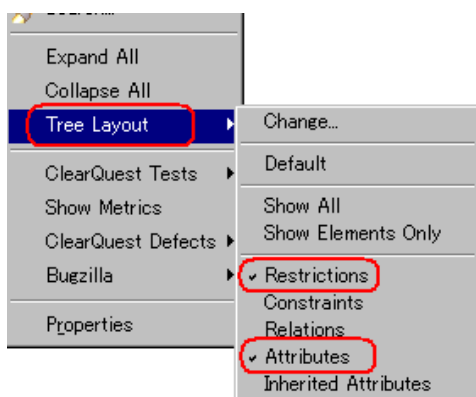 Expand All
Collapse All
Tree Layout
ClearQuest Tests
Show Metrics
ClearQuest Defects
Bugzilla
Properties
Change...
Default
Show All
Show Elements Only
Restrictions
Constraints
Relations
Attributes
Inherited Attributes